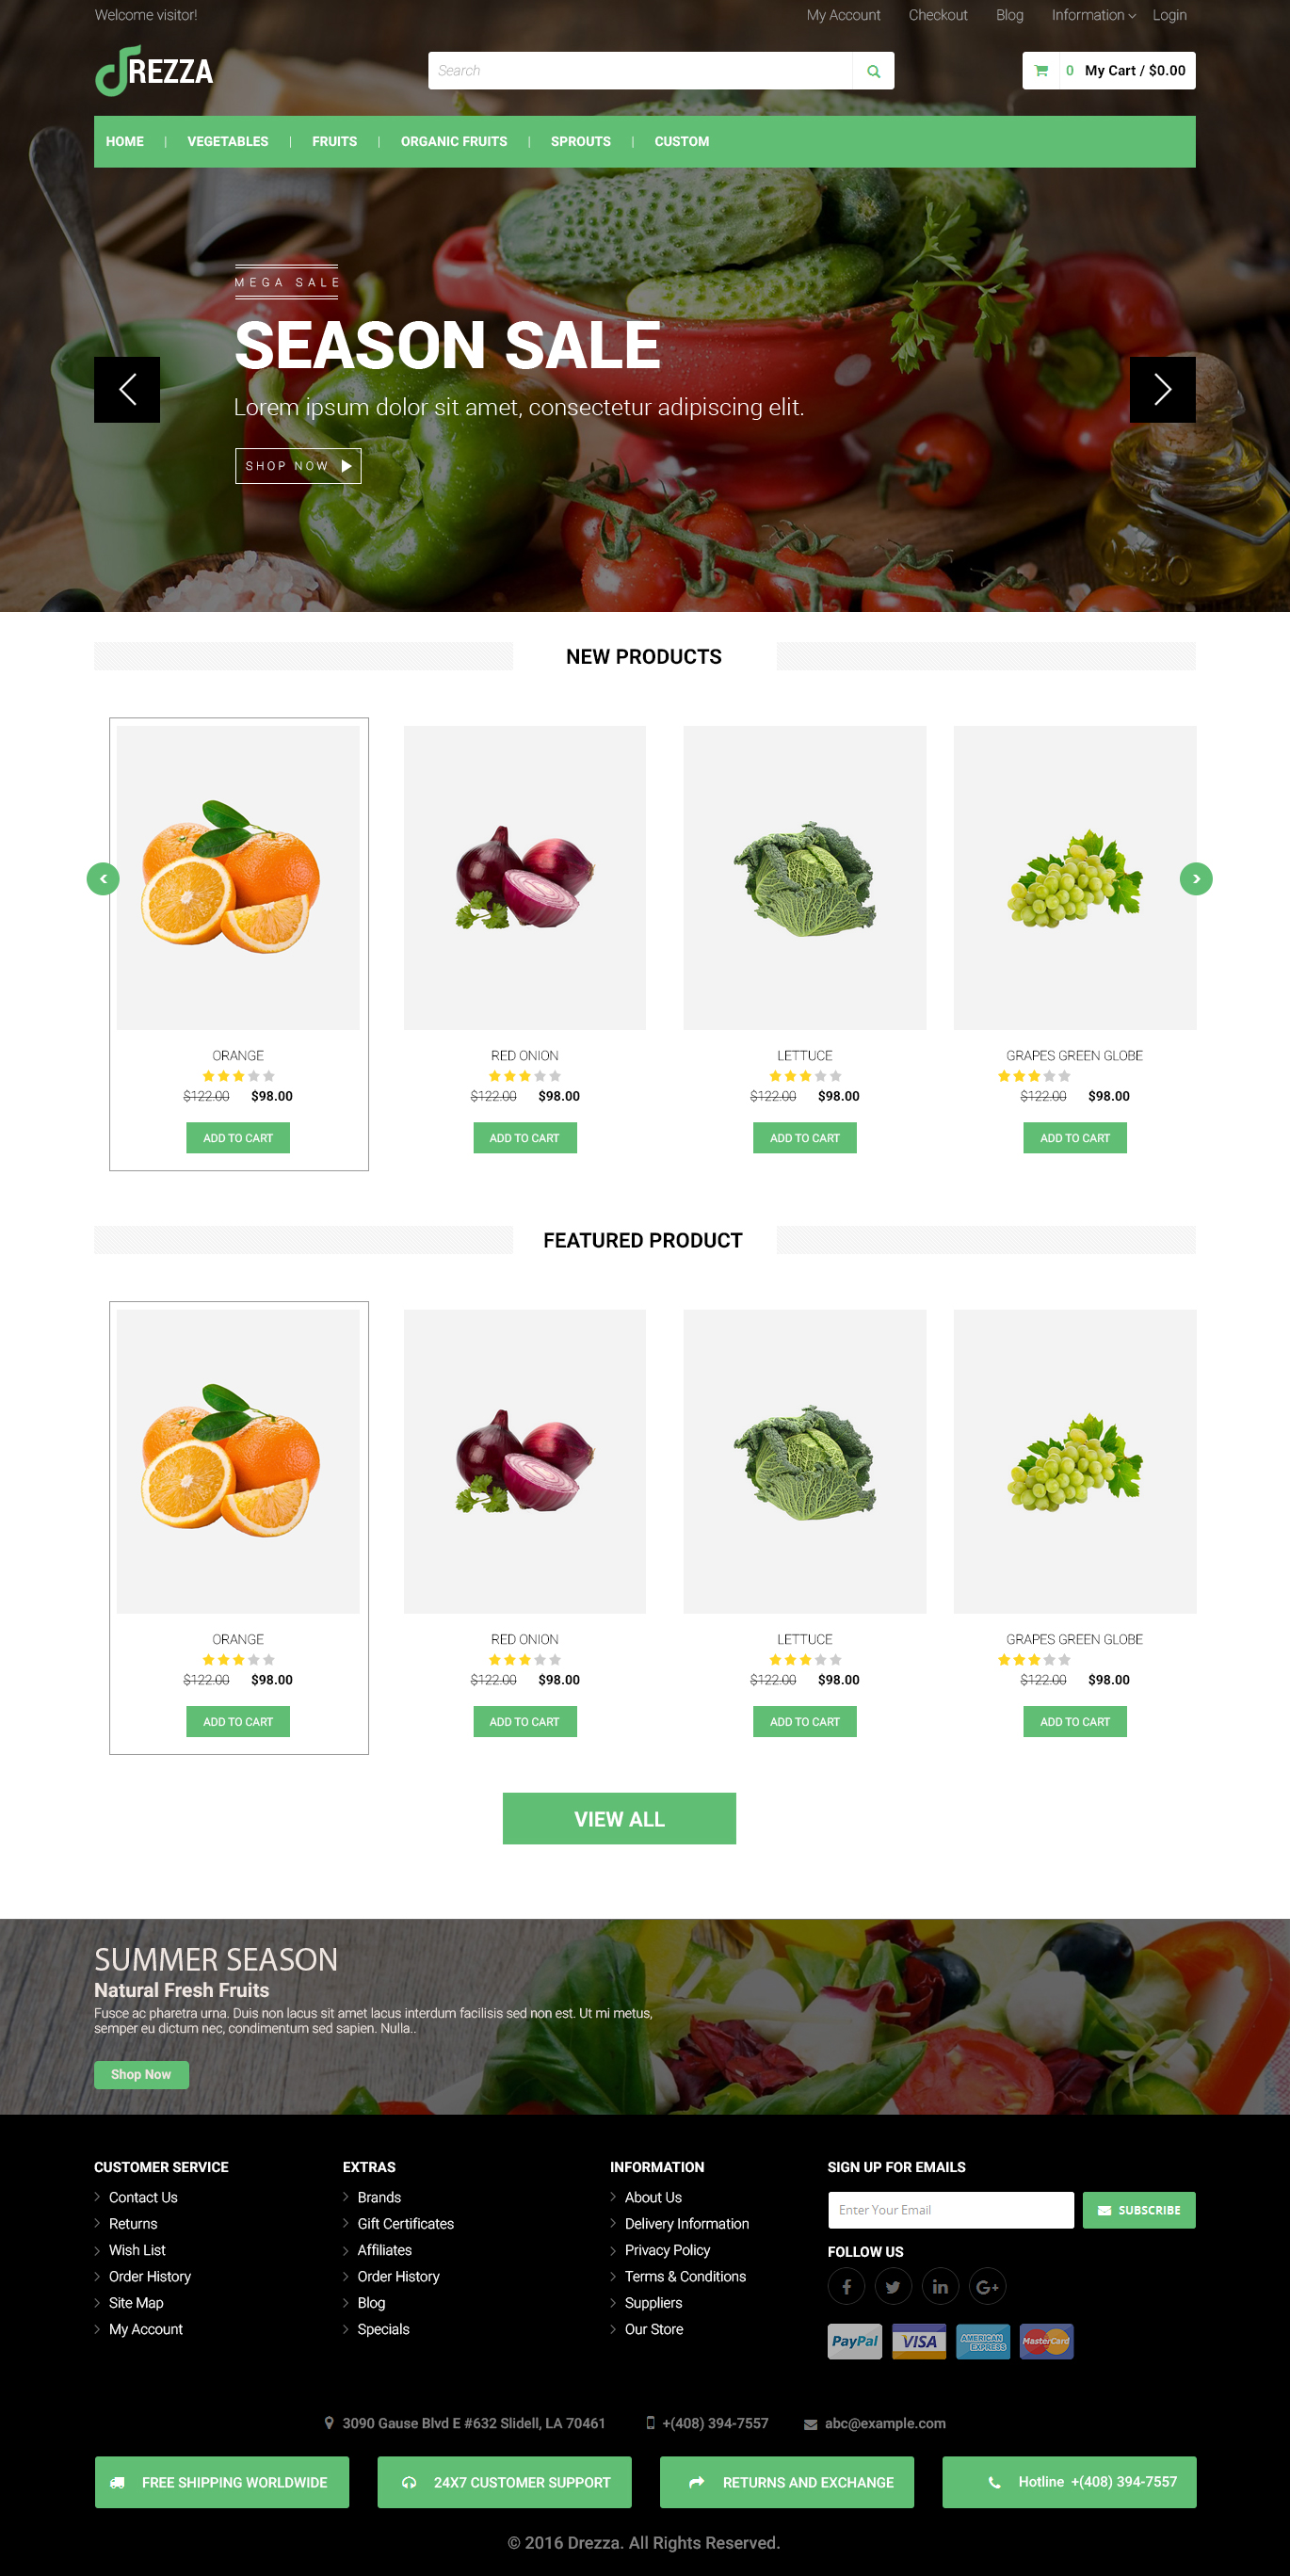 Welcome visitor!
My Account Checkout Blog Information Login
DREZZA
Search
0 My Cart / $0.00
HOME | VEGETABLES | FRUITS | ORGANIC FRUITS | SPROUTS | CUSTOM
MEGA SALE
SEASON SALE
Lorem ipsum dolor sit amet, consectetur adipiscing elit.
SHOP NOW
NEW PRODUCTS
ORANGE
$122.00 $98.00
ADD TO CART
RED ONION
$122.00 $98.00
ADD TO CART
LETTUCE
$122.00 $98.00
ADD TO CART
GRAPES GREEN GLOBE
$122.00 $98.00
ADD TO CART
FEATURED PRODUCT
ORANGE
$122.00 $98.00
ADD TO CART
RED ONION
$122.00 $98.00
ADD TO CART
LETTUCE
$122.00 $98.00
ADD TO CART
GRAPES GREEN GLOBE
$122.00 $98.00
ADD TO CART
VIEW ALL
SUMMER SEASON
Natural Fresh Fruits
Fusce ac pharetra urna. Duis non lacus sit amet lacus interdum facilisis sed non est. Ut mi metus,
semper eu dictum nec, condimentum sed sapien. Nulla..
Shop Now
CUSTOMER SERVICE
Contact Us
Returns
Wish List
Order History
Site Map
My Account
EXTRAS
Brands
Gift Certificates
Affiliates
Order History
Blog
Specials
INFORMATION
About Us
Delivery Information
Privacy Policy
Terms & Conditions
Suppliers
Our Store
SIGN UP FOR EMAILS
Enter Your Email
SUBSCRIBE
FOLLOW US
PayPal VISA AMERICAN EXPRESS MasterCard
3090 Gause Blvd E #632 Slidell, LA 70461
+(408) 394-7557
abc@example.com
FREE SHIPPING WORLDWIDE
24X7 CUSTOMER SUPPORT
RETURNS AND EXCHANGE
Hotline +(408) 394-7557
© 2016 Drezza. All Rights Reserved.